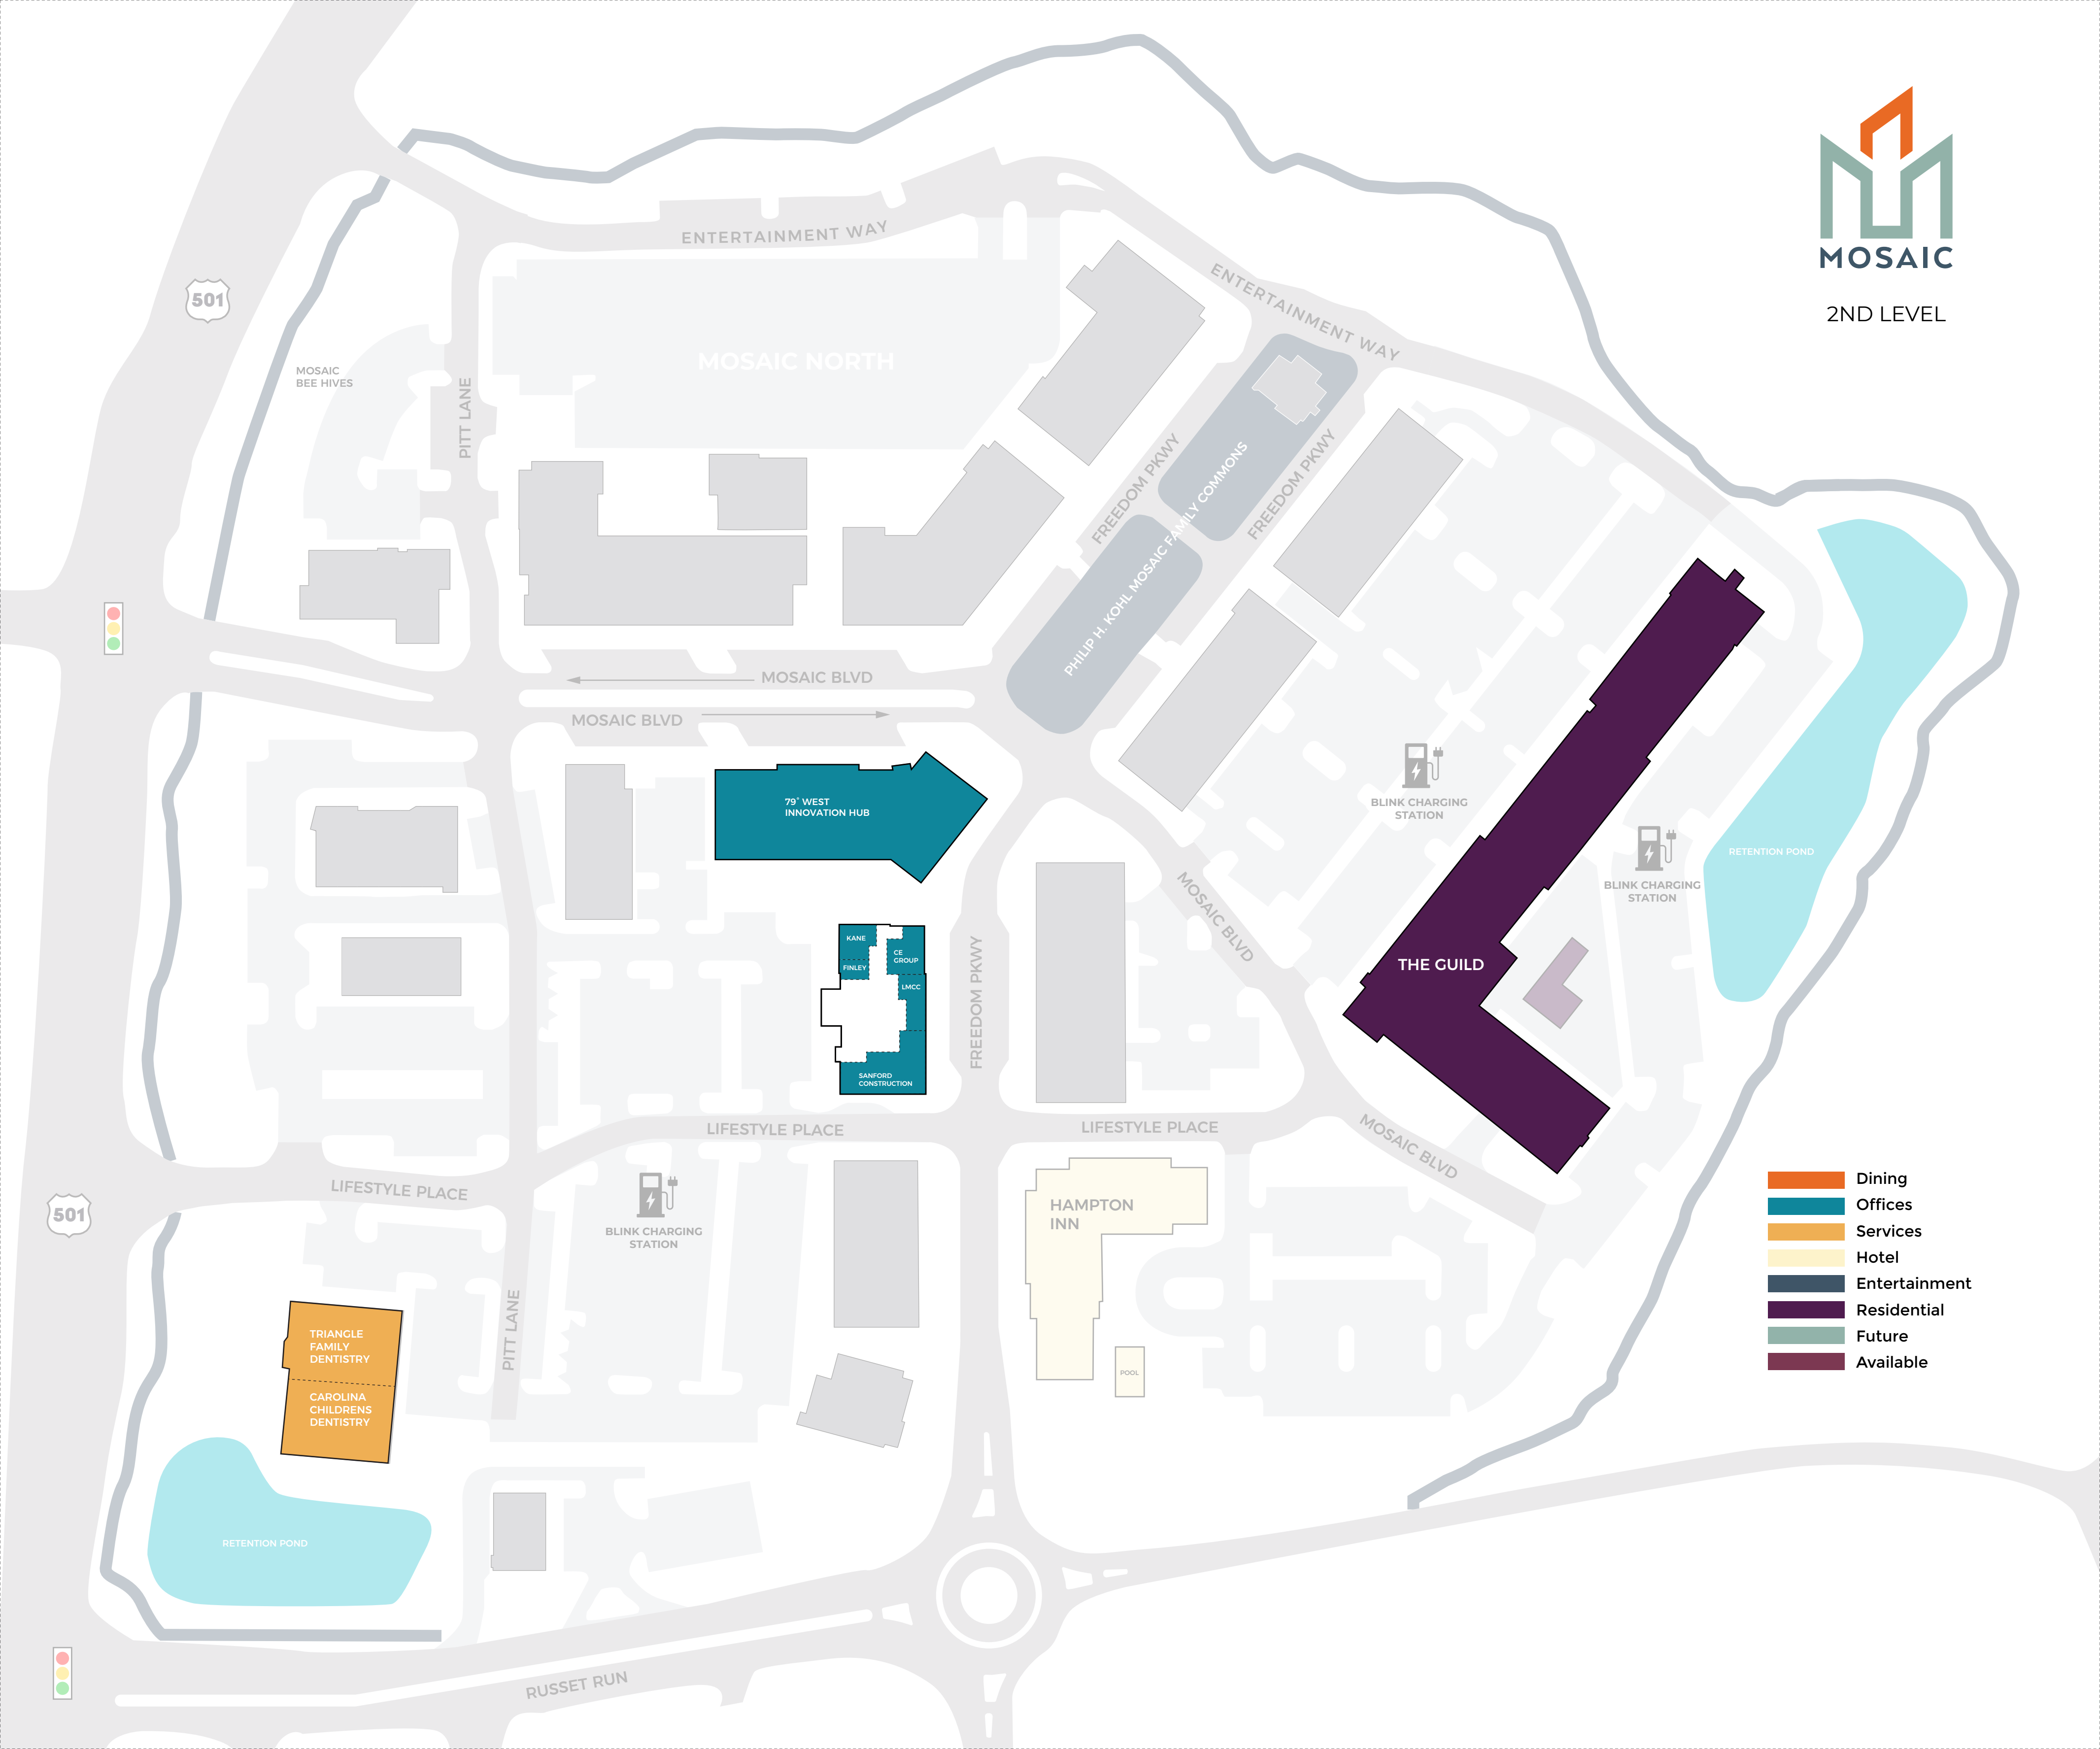 MOSAIC
2ND LEVEL
ENTERTAINMENT WAY
ENTERTAINMENT WAY
501
MOSAIC
BEE HIVES
PITT LANE
MOSAIC NORTH
FREEDOM PKWY
PHILIP H. KOHL MOSAIC FAMILY COMMONS
FREEDOM PKWY
MOSAIC BLVD
MOSAIC BLVD
79° WEST
INNOVATION HUB
BLINK CHARGING
STATION
BLINK CHARGING
STATION
RETENTION POND
MOSAIC BLVD
KANE
FINLEY
CE
GROUP
LMCC
SANFORD
CONSTRUCTION
FREEDOM PKWY
THE GUILD
LIFESTYLE PLACE
LIFESTYLE PLACE
MOSAIC BLVD
LIFESTYLE PLACE
501
BLINK CHARGING
STATION
HAMPTON
INN
POOL
PITT LANE
TRIANGLE
FAMILY
DENTISTRY
CAROLINA
CHILDRENS
DENTISTRY
RETENTION POND
RUSSET RUN
Dining
Offices
Services
Hotel
Entertainment
Residential
Future
Available